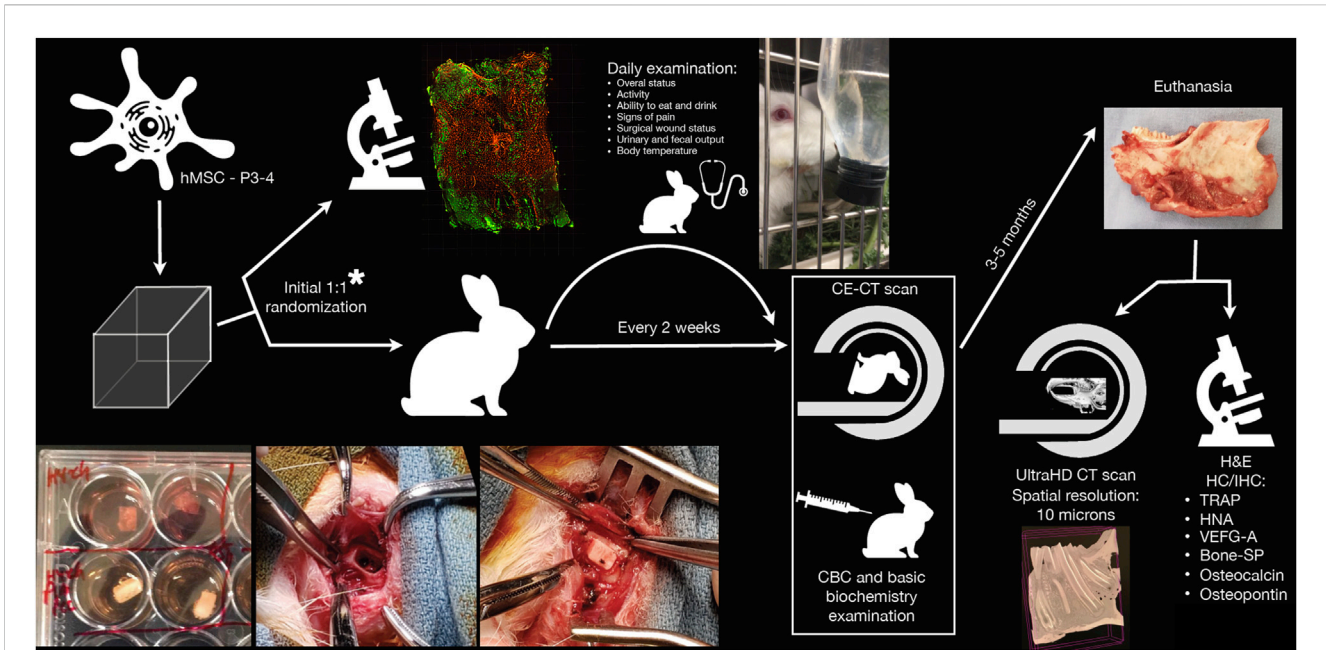 hMSC - P3-4
Initial 1:1*
randomization
Daily examination:
• Overal status
• Activity
• Ability to eat and drink
• Signs of pain
• Surgical wound status
• Urinary and fecal output
• Body temperature
Every 2 weeks
CE-CT scan
CBC and basic
biochemistry
examination
3-5 months
Euthanasia
UltraHD CT scan
Spatial resolution:
10 microns
H&E
HC/IHC:
• TRAP
• HNA
• VEFG-A
• Bone-SP
• Osteocalcin
• Osteopontin